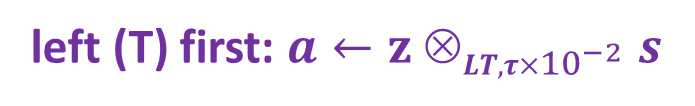 left (T) first: a ← z ⊗_{LT,τ×10^{−2}} s